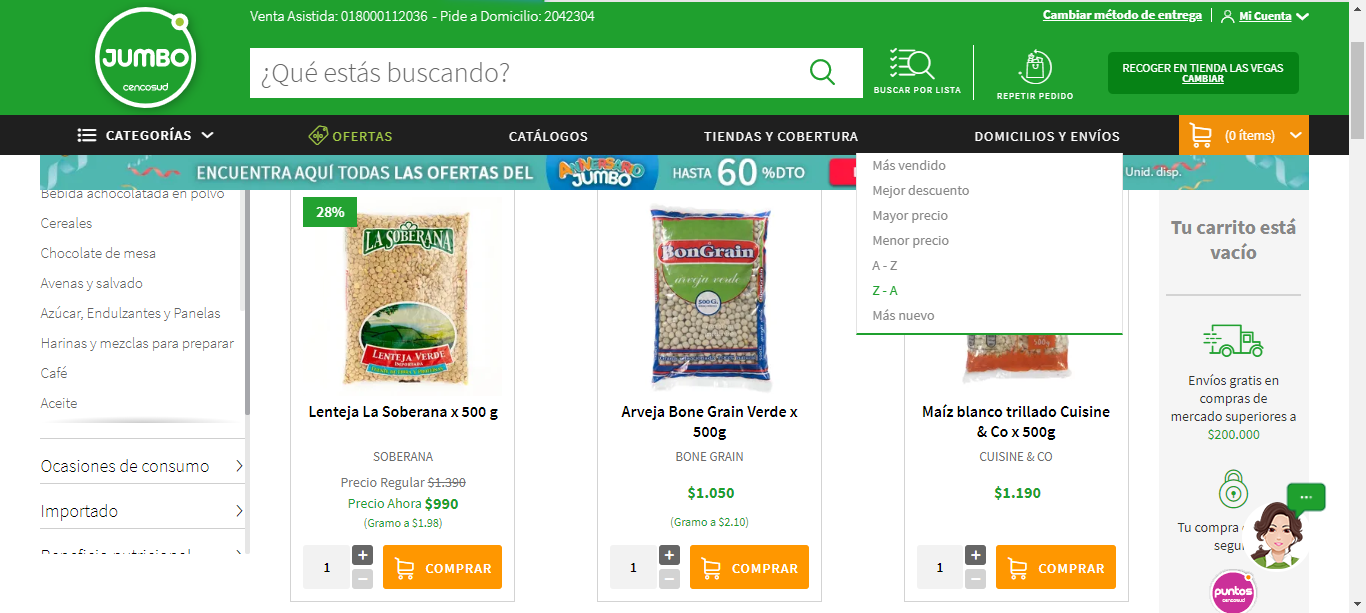 Venta Asistida: 018000112036 - Pide a Domicilio: 2042304
Cambiar método de entrega
Mi Cuenta
JUMBO
cencosud
¿Qué estás buscando?
BUSCAR POR LISTA
REPETIR PEDIDO
RECOGER EN TIENDA LAS VEGAS
CAMBIAR
CATEGORÍAS
OFERTAS
CATÁLOGOS
TIENDAS Y COBERTURA
DOMICILIOS Y ENVÍOS
(0 ítems)
ENCUENTRA AQUÍ TODAS LAS OFERTAS DEL
ANIVERSARIO
JUMBO
HASTA 60 %DTO
Unid. disp.
Más vendido
Mejor descuento
Mayor precio
Menor precio
A - Z
Z - A
Más nuevo
Bebida achocolatada en polvo
Cereales
Chocolate de mesa
Avenas y salvado
Azúcar, Endulzantes y Panelas
Harinas y mezclas para preparar
Café
Aceite
Ocasiones de consumo
Importado
Beneficio nutricional
28%
LA SOBERANA
LENTEJA VERDE
IMPORTADA
Lenteja La Soberana x 500 g
SOBERANA
Precio Regular $1.390
Precio Ahora $990
(Gramo a $1.98)
1
+
−
COMPRAR
BonGrain
arveja verde
500 G.
Arveja Bone Grain Verde x
500g
BONE GRAIN
$1.050
(Gramo a $2.10)
1
+
−
COMPRAR
500g
Maíz blanco trillado Cuisine
& Co x 500g
CUISINE & CO
$1.190
1
+
−
COMPRAR
Tu carrito está
vacío
Envíos gratis en
compras de
mercado superiores a
$200.000
Tu compra
segu
puntos
cencosud